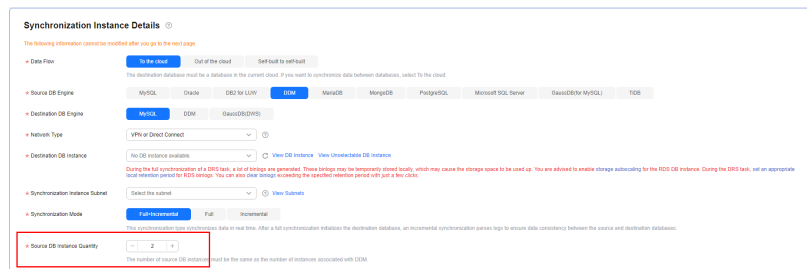 Synchronization Instance Details
The following information cannot be modified after you go to the next page.
* Data Flow
To the cloud Out of the cloud Self-built to self-built
The destination database must be a database in the current cloud. If you want to synchronize data between databases, select To the cloud.
* Source DB Engine
MySQL Oracle DB2 for LUW DDM MariaDB MongoDB PostgreSQL Microsoft SQL Server GaussDB(for MySQL) TiDB
* Destination DB Engine
MySQL DDM GaussDB(DWS)
* Network Type
VPN or Direct Connect
* Destination DB Instance
No DB instance available. View DB Instance View Unselectable DB Instance
During the full synchronization of a DRS task, a lot of binlogs are generated. These binlogs may be temporarily stored locally, which may cause the storage space to be used up. You are advised to enable storage autoscaling for the RDS DB instance. During the DRS task, set an appropriate
local retention period for RDS binlogs. You can also clear binlogs exceeding the specified retention period with just a few clicks.
* Synchronization Instance Subnet
Select the subnet View Subnets
* Synchronization Mode
Full+Incremental Full Incremental
This synchronization type synchronizes data in real time. After a full synchronization initializes the destination database, an incremental synchronization parses logs to ensure data consistency between the source and destination databases.
* Source DB Instance Quantity
- 2 +
The number of source DB instances must be the same as the number of instances associated with DDM.